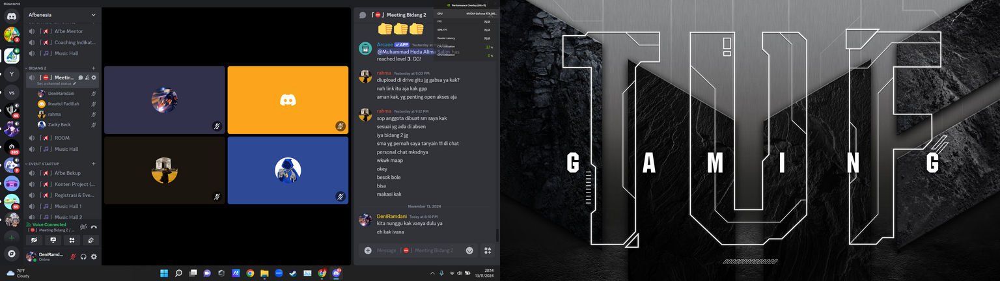 Discord
Afbenesia
Afbe Mentor
Coaching Indikat...
Music Hall
BIDANG 2
Meetin...
Set a channel status
DeniRamdani
Ikwatul Fadillah
rahma
Zacky Beck
ROOM
Music Hall
EVENT STARTUP
Afbe Bekup
Konten Project (...
Registrasi & Eve...
Music Hall 1
Music Hall 2
Voice Connected
Meeting Bidang 2 / ...
DeniRamd...
Online
3
Y
VS
45
385
9
59
Meeting Bidang 2
Arcane APP Yesterday at
@Muhammad Huda Alima Salim has
reached level 3. GG!
rahma Yesterday at 9:03 PM
diupload di drive gitu jg gabsa ya kak?
nah link itu aja kak gpp
aman kak, yg penting open akses aja
rahma Yesterday at 9:12 PM
sop anggota dibuat sm saya kak
sesuai yg ada di absen
iya bidang 2 jg
sma yg pernah saya tanyain 11 di chat
personal chat mksdnya
wkwk maap
okey
besok bole
bisa
makasi kak
November 13, 2024
DeniRamdani Today at 8:10 PM
kita nunggu kak vanya dulu ya
eh kak ivana
Message Meeting Bidang 2
Performance Overlay (Alt+R)
GPU NVIDIA GeForce RTX 305...
FPS N/A
99% FPS N/A
Render Latency N/A
CPU Utilization 37 %
GPU Utilization 0 %
76°F
Cloudy
20:14
13/11/2024
TUF
GAMING